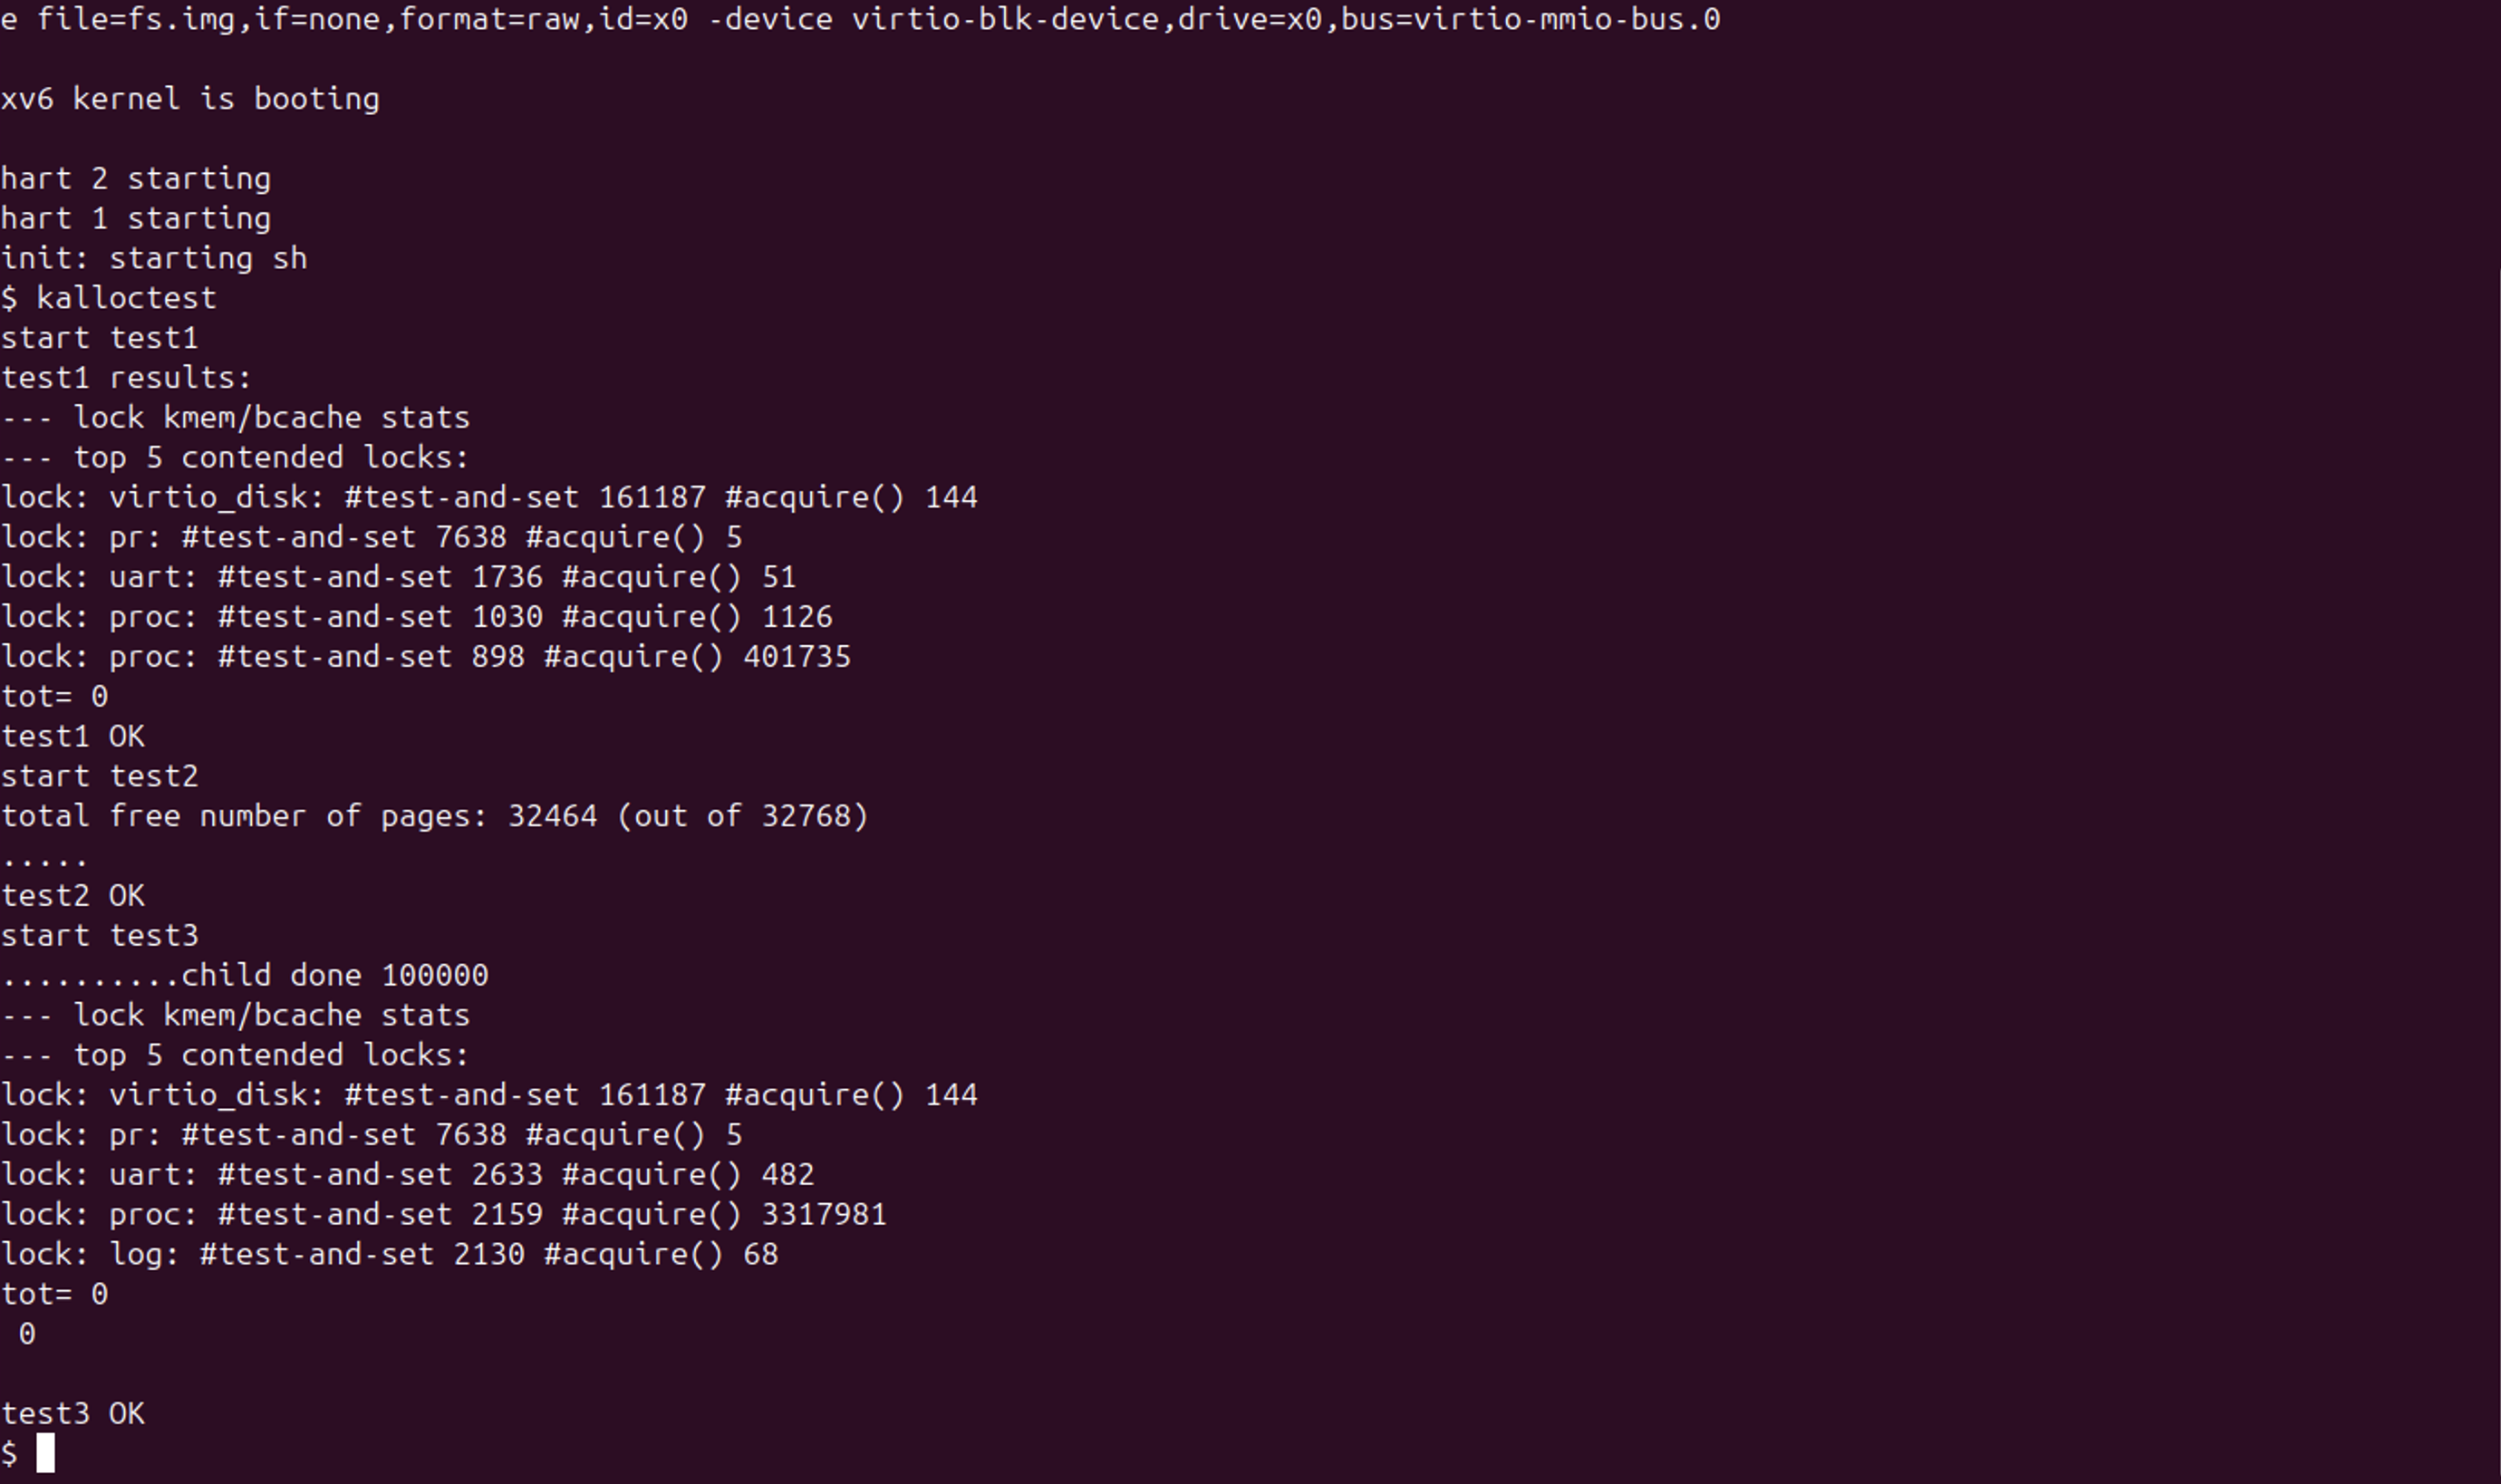 e file=fs.img,if=none,format=raw,id=x0 -device virtio-blk-device,drive=x0,bus=virtio-mmio-bus.0
xv6 kernel is booting
hart 2 starting
hart 1 starting
init: starting sh
$ kalloctest
start test1
test1 results:
--- lock kmem/bcache stats
--- top 5 contended locks:
lock: virtio_disk: #test-and-set 161187 #acquire() 144
lock: pr: #test-and-set 7638 #acquire() 5
lock: uart: #test-and-set 1736 #acquire() 51
lock: proc: #test-and-set 1030 #acquire() 1126
lock: proc: #test-and-set 898 #acquire() 401735
tot= 0
test1 OK
start test2
total free number of pages: 32464 (out of 32768)
.....
test2 OK
start test3
..........child done 100000
--- lock kmem/bcache stats
--- top 5 contended locks:
lock: virtio_disk: #test-and-set 161187 #acquire() 144
lock: pr: #test-and-set 7638 #acquire() 5
lock: uart: #test-and-set 2633 #acquire() 482
lock: proc: #test-and-set 2159 #acquire() 3317981
lock: log: #test-and-set 2130 #acquire() 68
tot= 0
 0
test3 OK
$